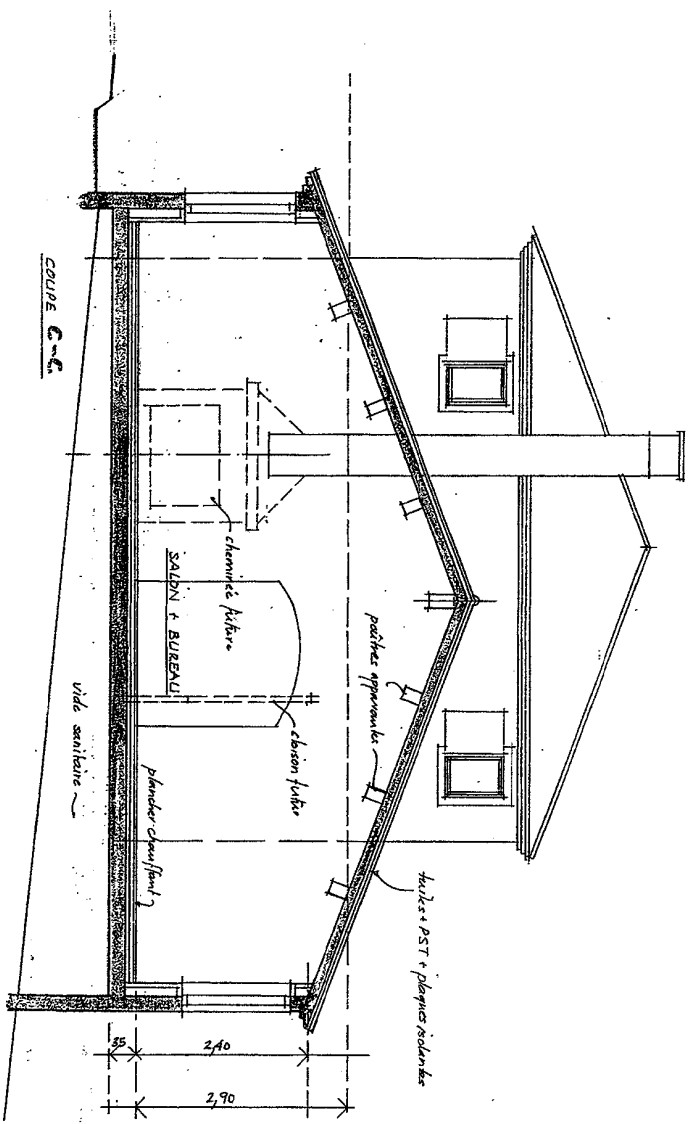 tuiles + PST + plaques isolantes
poûtres apparentes
cloison future
cheminée future
SALON + BUREAU
plancher chauffant
vide sanitaire
COUPE C-C.
35
2,40
2,90